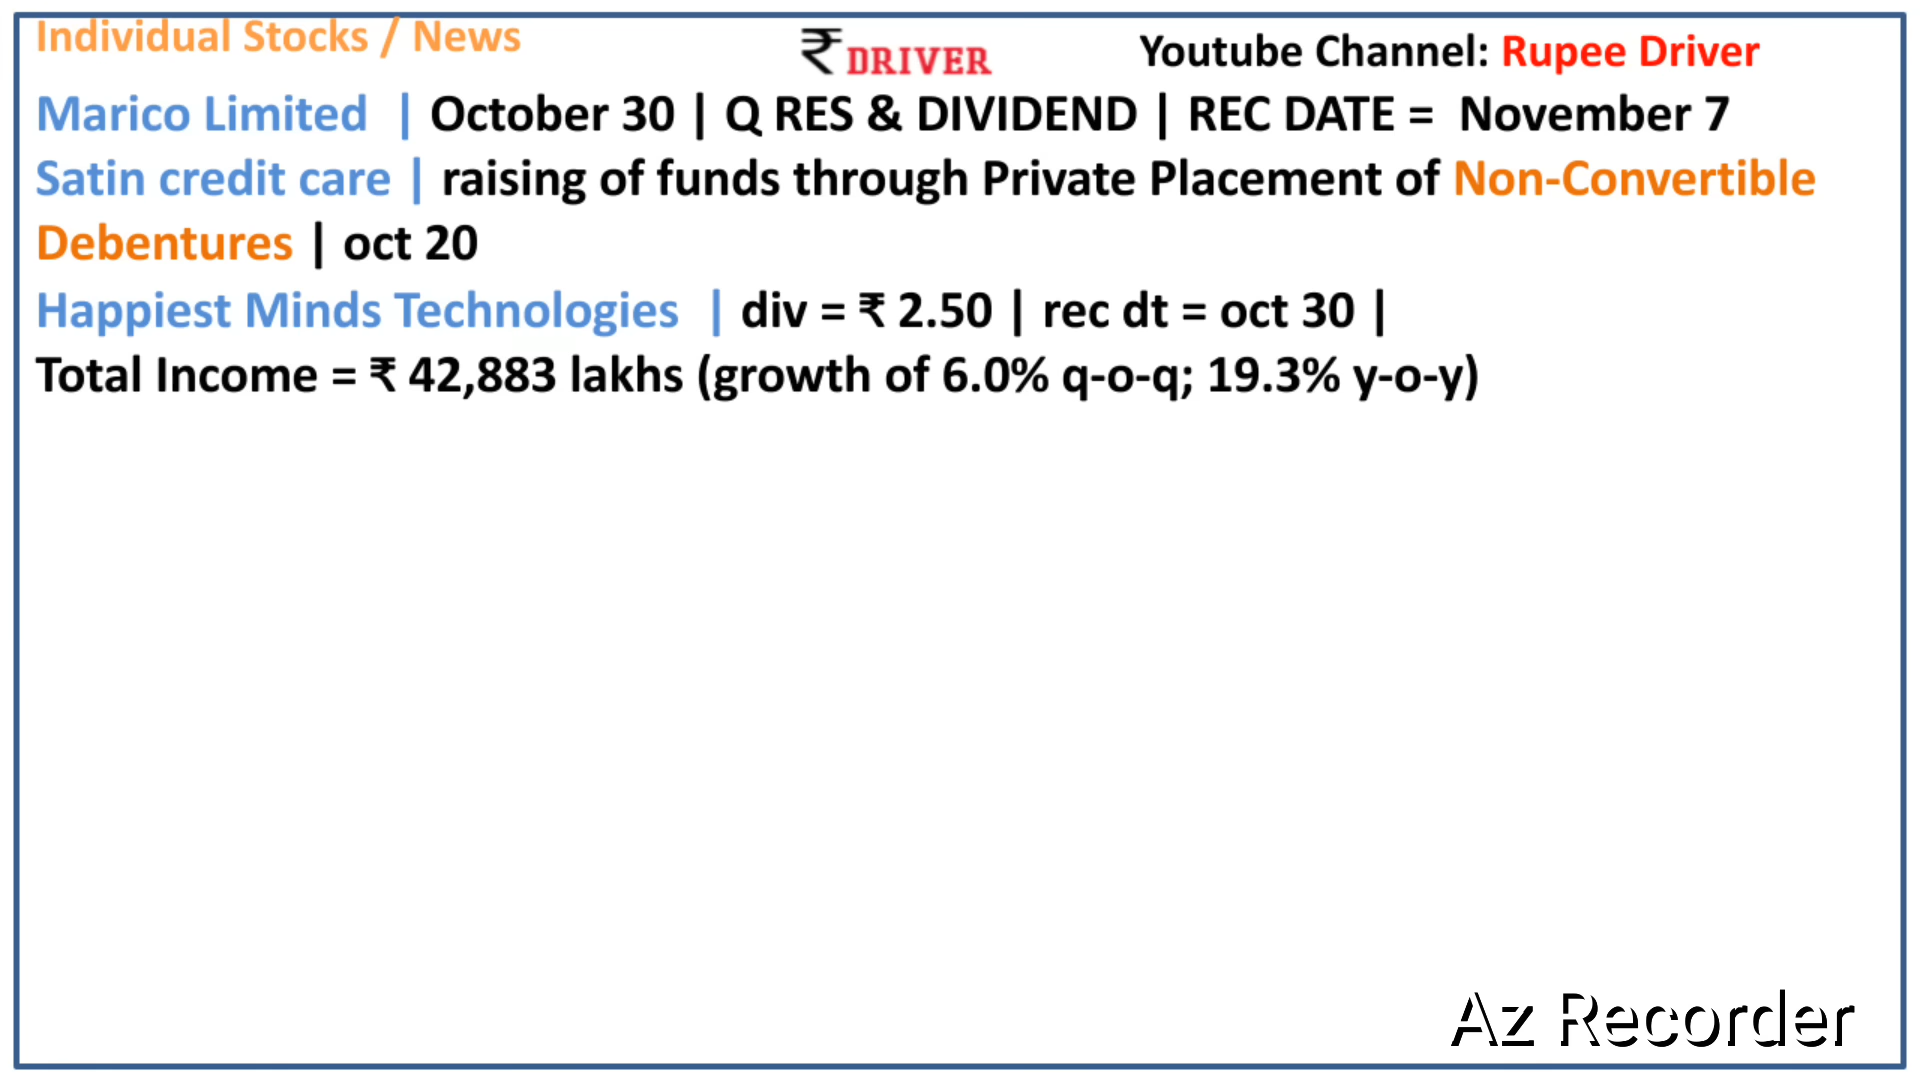 Individual Stocks / News
₹ DRIVER
Youtube Channel: Rupee Driver
Marico Limited | October 30 | Q RES & DIVIDEND | REC DATE = November 7
Satin credit care | raising of funds through Private Placement of Non-Convertible
Debentures | oct 20
Happiest Minds Technologies | div = ₹ 2.50 | rec dt = oct 30 |
Total Income = ₹ 42,883 lakhs (growth of 6.0% q-o-q; 19.3% y-o-y)
Az Recorder